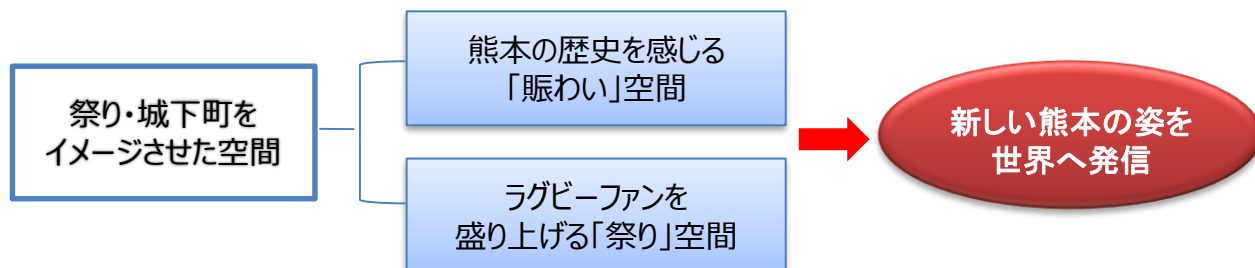 祭り・城下町を
イメージさせた空間
熊本の歴史を感じる
「賑わい」空間
ラグビーファンを
盛り上げる「祭り」空間
新しい熊本の姿を
世界へ発信